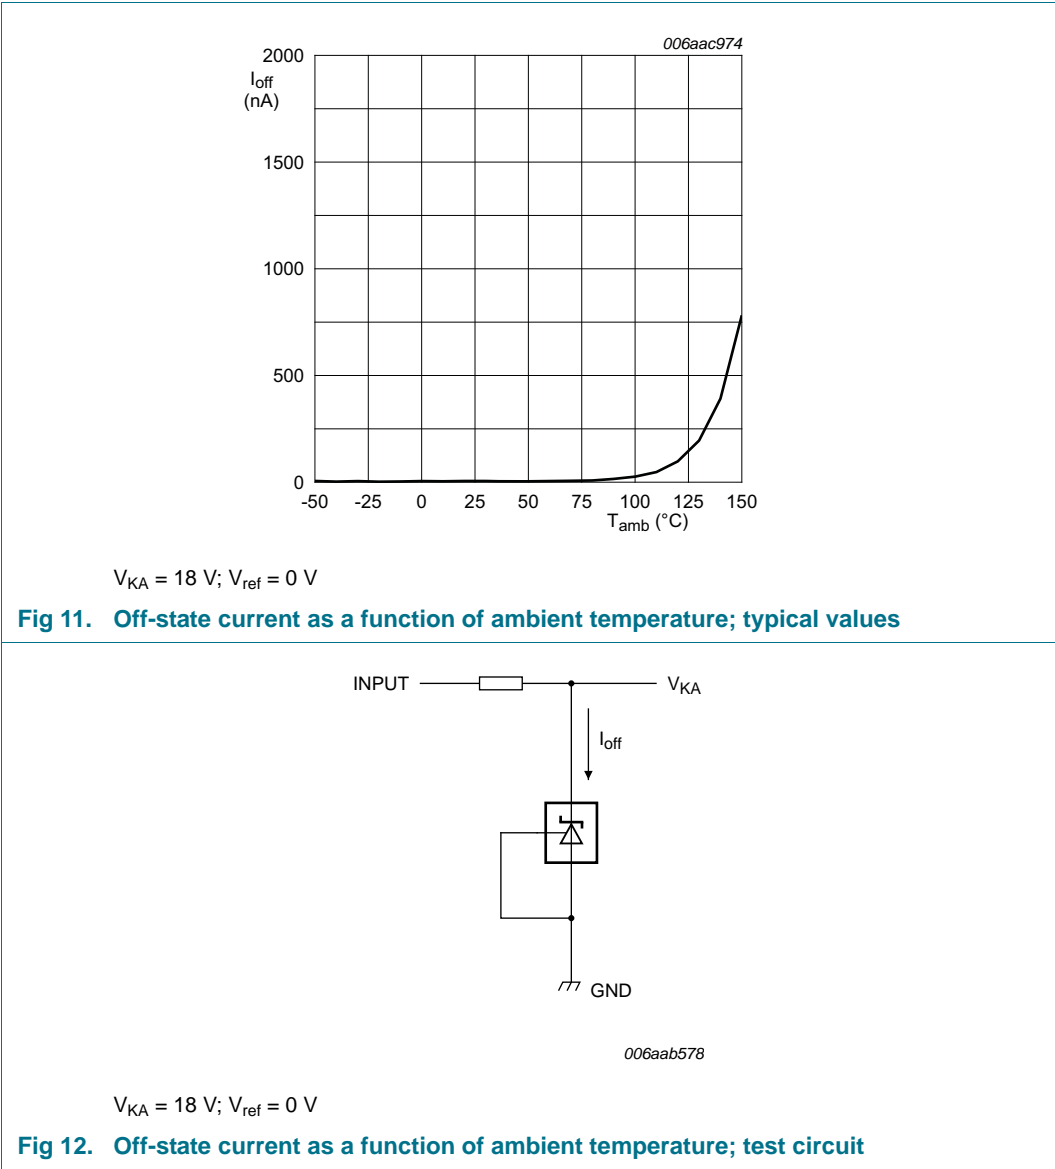 006aac974
2000
I_off
(nA)
1500
1000
500
0
-50 -25 0 25 50 75 100 125 150
T_amb (°C)
V_KA = 18 V; V_ref = 0 V
Fig 11. Off-state current as a function of ambient temperature; typical values
INPUT V_KA
I_off
GND
006aab578
V_KA = 18 V; V_ref = 0 V
Fig 12. Off-state current as a function of ambient temperature; test circuit